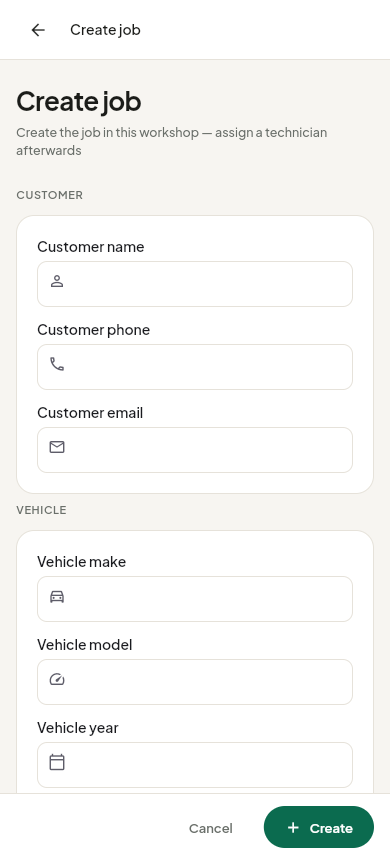 Create job
Create job
Create the job in this workshop — assign a technician
afterwards
CUSTOMER
Customer name
Customer phone
Customer email
VEHICLE
Vehicle make
Vehicle model
Vehicle year
Cancel
Create